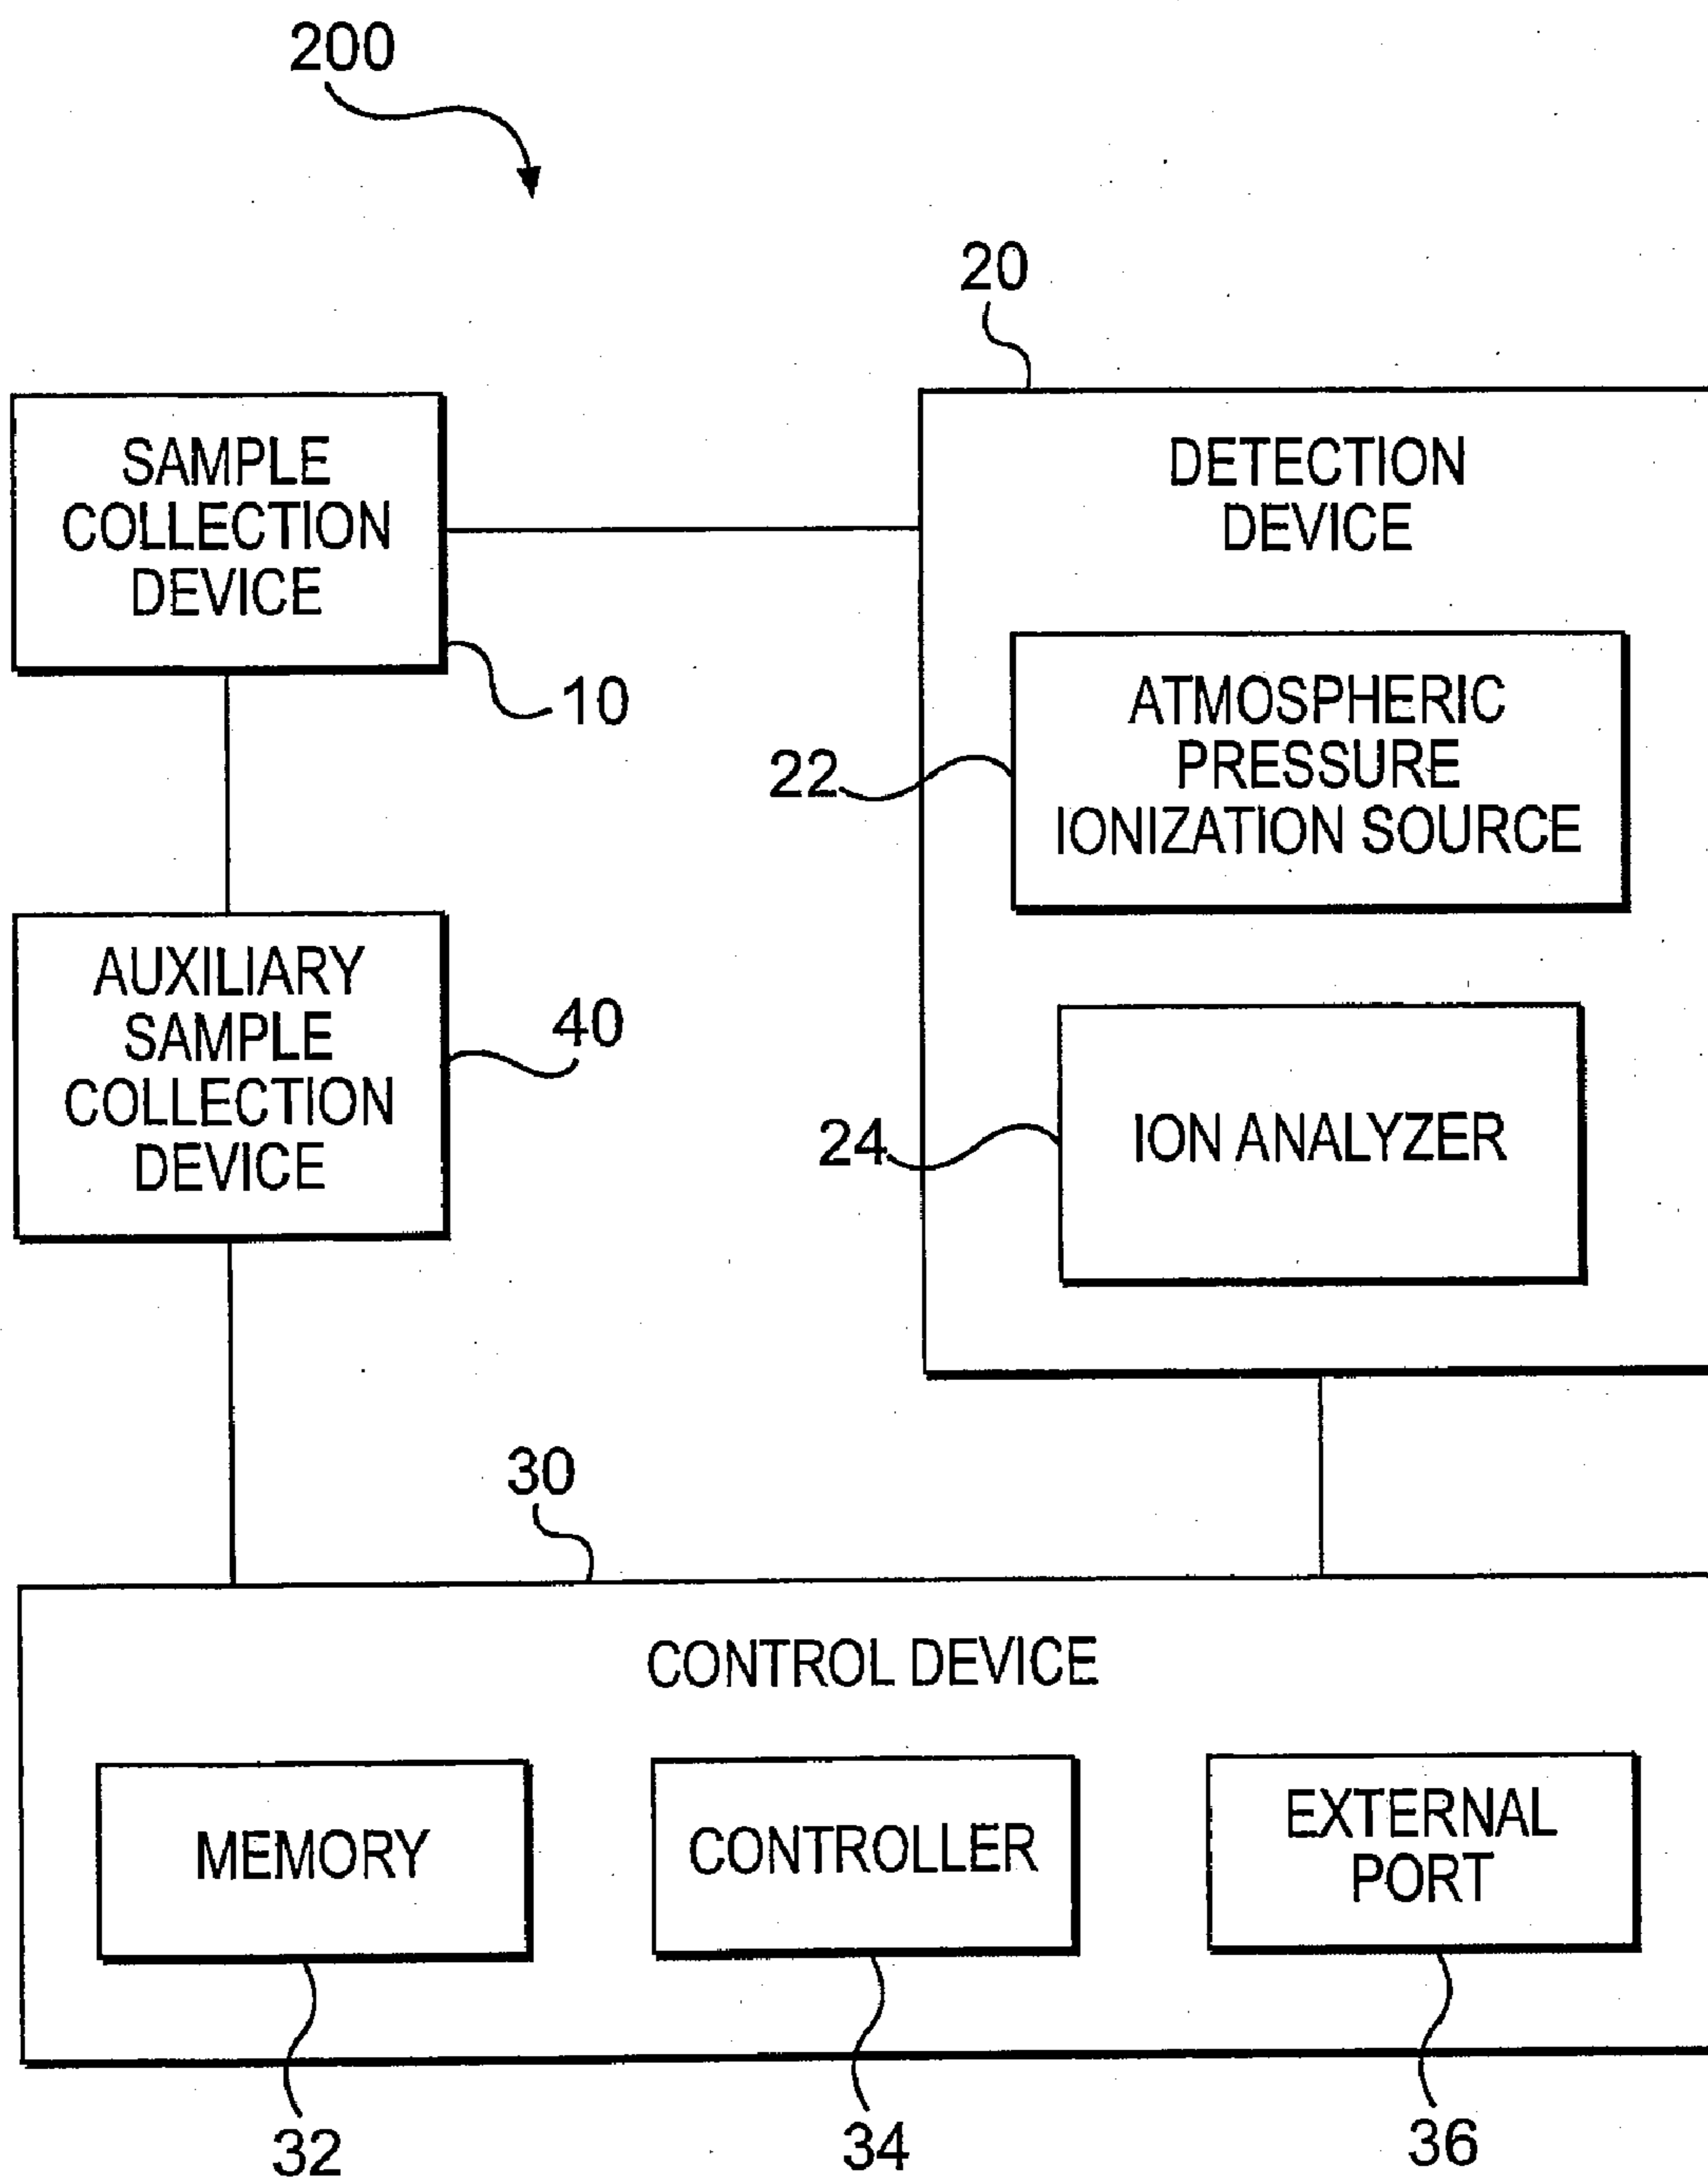 200
20
SAMPLE
COLLECTION
DEVICE
10
DETECTION
DEVICE
22
ATMOSPHERIC
PRESSURE
IONIZATION SOURCE
AUXILIARY
SAMPLE
COLLECTION
DEVICE
40
24
ION ANALYZER
30
CONTROL DEVICE
MEMORY
CONTROLLER
EXTERNAL
PORT
32
34
36